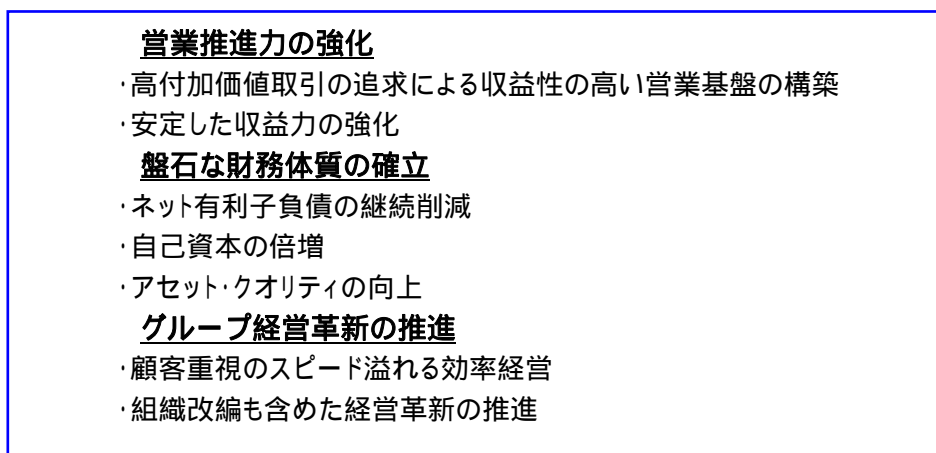 営業推進力の強化
･高付加価値取引の追求による収益性の高い営業基盤の構築
･安定した収益力の強化
盤石な財務体質の確立
･ネット有利子負債の継続削減
･自己資本の倍増
･アセット･クオリティの向上
グループ経営革新の推進
･顧客重視のスピード溢れる効率経営
･組織改編も含めた経営革新の推進